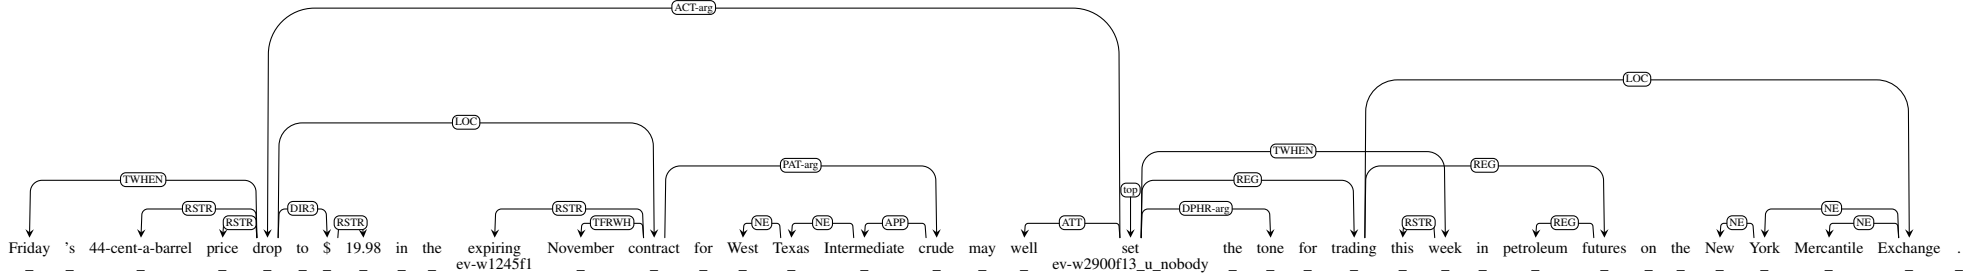 ACT-arg
LOC
LOC
TWHEN
PAT-arg
REG
TWHEN
REG
top
RSTR
RSTR
DIR3
RSTR
RSTR
TFRWH
NE
NE
APP
ATT
DPHR-arg
RSTR
REG
NE
NE
NE
Friday 's 44-cent-a-barrel price drop to $ 19.98 in the expiring November contract for West Texas Intermediate crude may well set the tone for trading this week in petroleum futures on the New York Mercantile Exchange .
_ _ _ _ _ _ _ _ _ _ ev-w1245f1 _ _ _ _ _ _ _ _ _ ev-w2900f13_u_nobody _ _ _ _ _ _ _ _ _ _ _ _ _ _ _ _